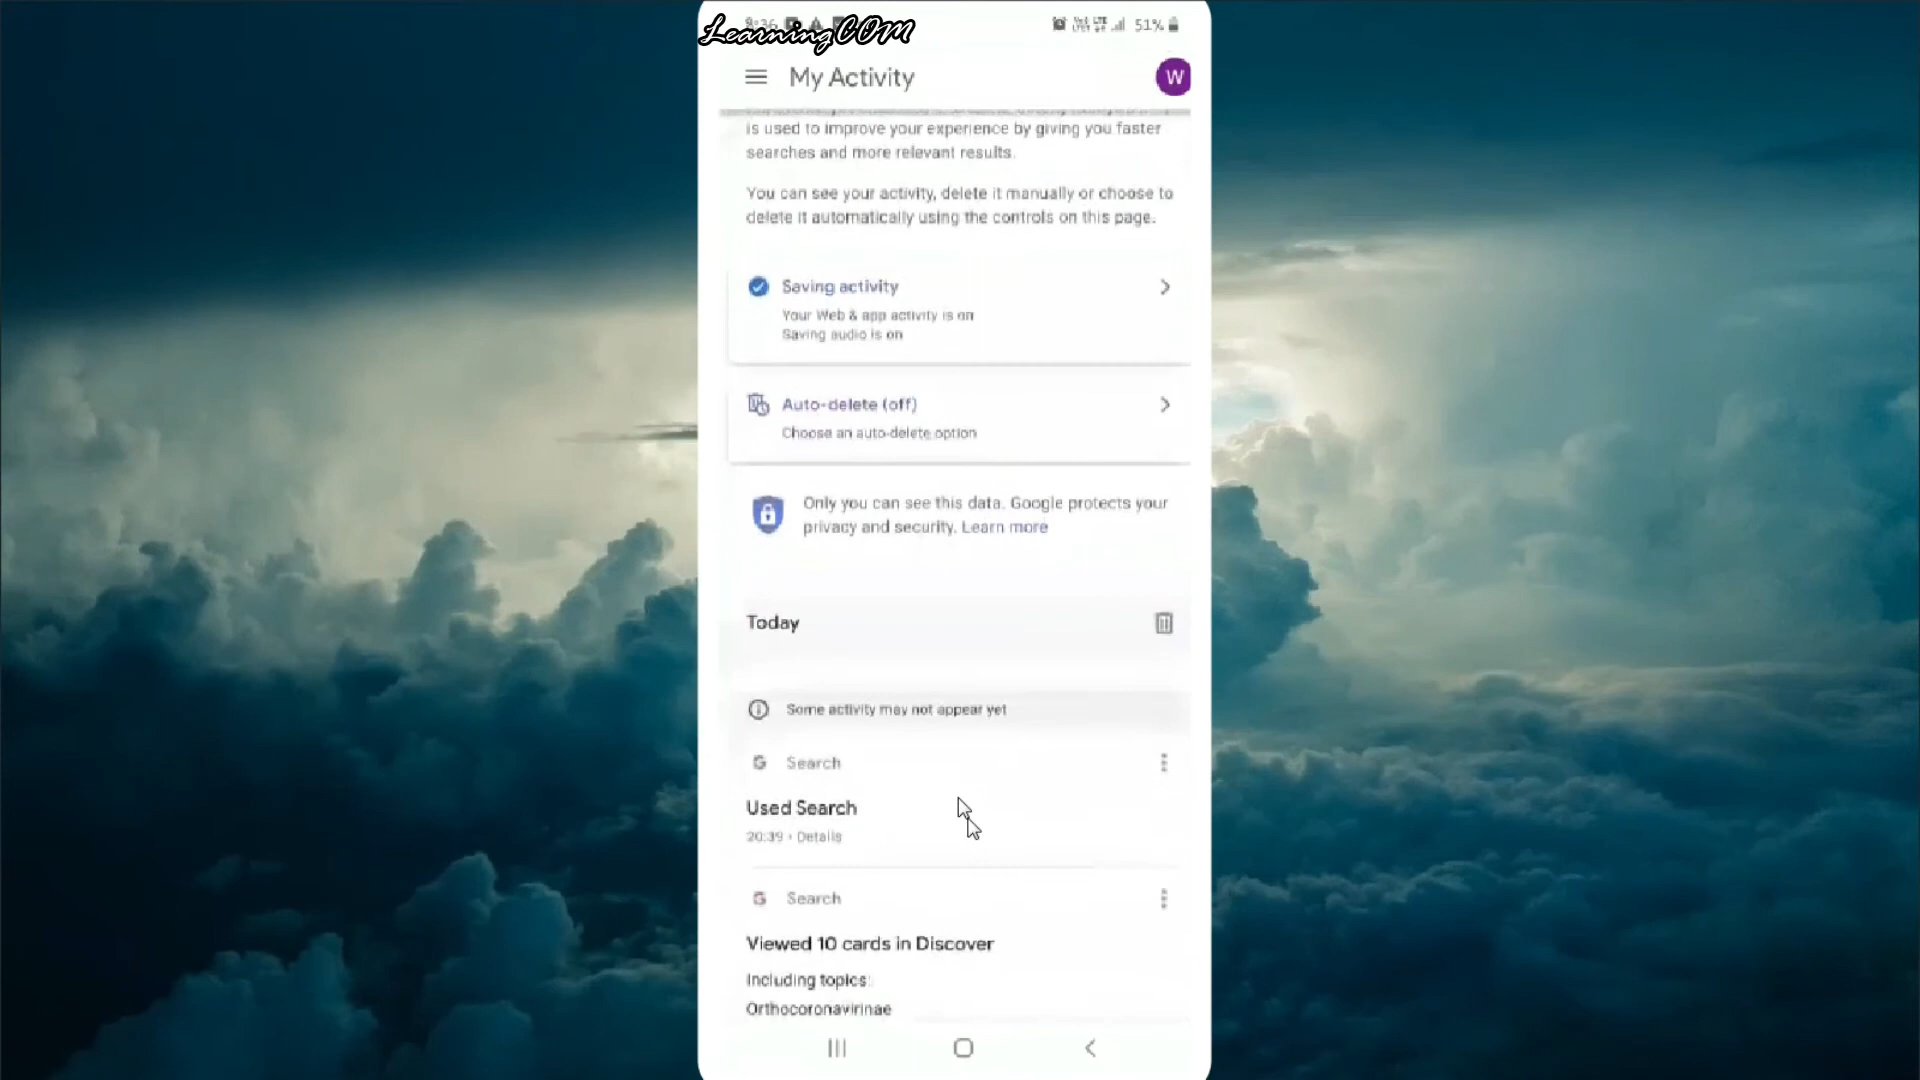 LearningCOM
51%
My Activity
W
is used to improve your experience by giving you faster
searches and more relevant results.
You can see your activity, delete it manually or choose to
delete it automatically using the controls on this page.
Saving activity
Your Web & app activity is on
Saving audio is on
Auto-delete (off)
Choose an auto-delete option
Only you can see this data. Google protects your
privacy and security. Learn more
Today
Some activity may not appear yet
G Search
Used Search
20:39 • Details
G Search
Viewed 10 cards in Discover
Including topics:
Orthocoronavirinae